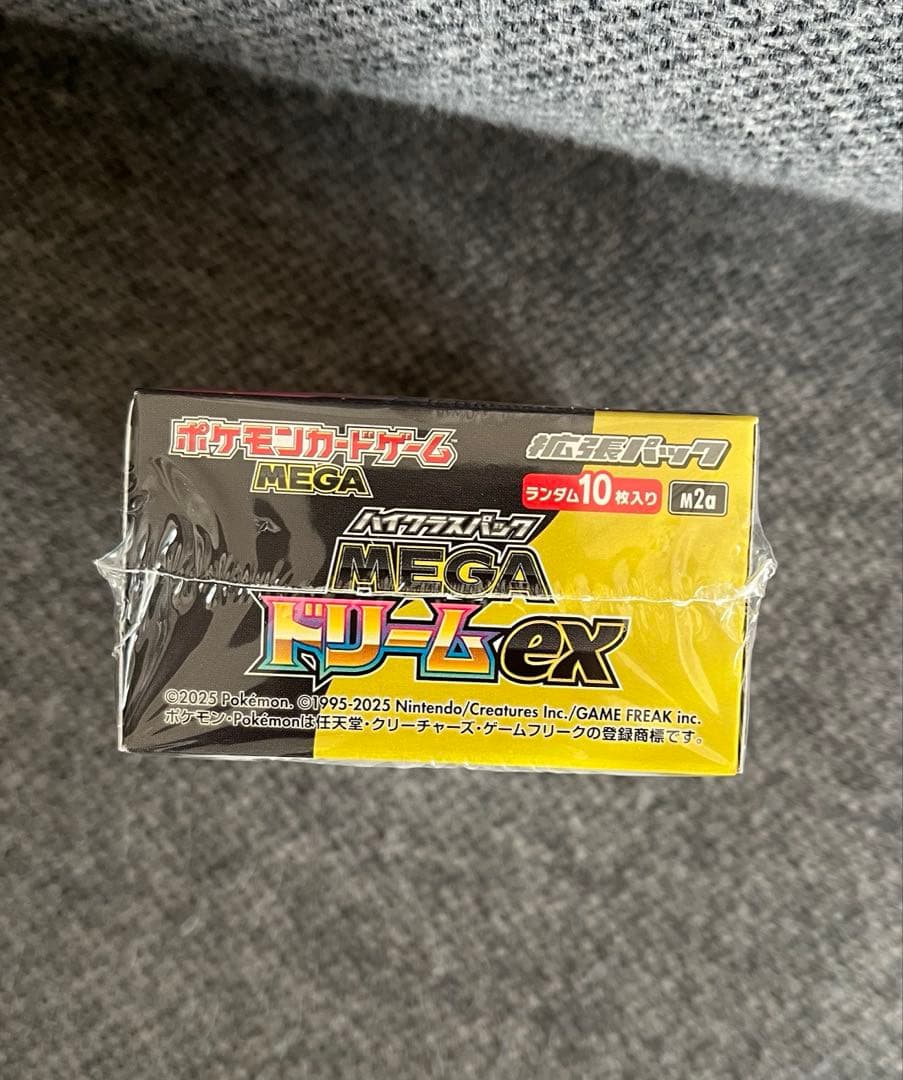 ポケモンカードゲーム™
MEGA
拡張パック
ランダム10枚入り
M2a
ハイクラスパック
MEGA
ドリームex
©2025 Pokémon. ©1995-2025 Nintendo/Creatures Inc./GAME FREAK inc.
ポケモン・Pokémonは任天堂・クリーチャーズ・ゲームフリークの登録商標です。